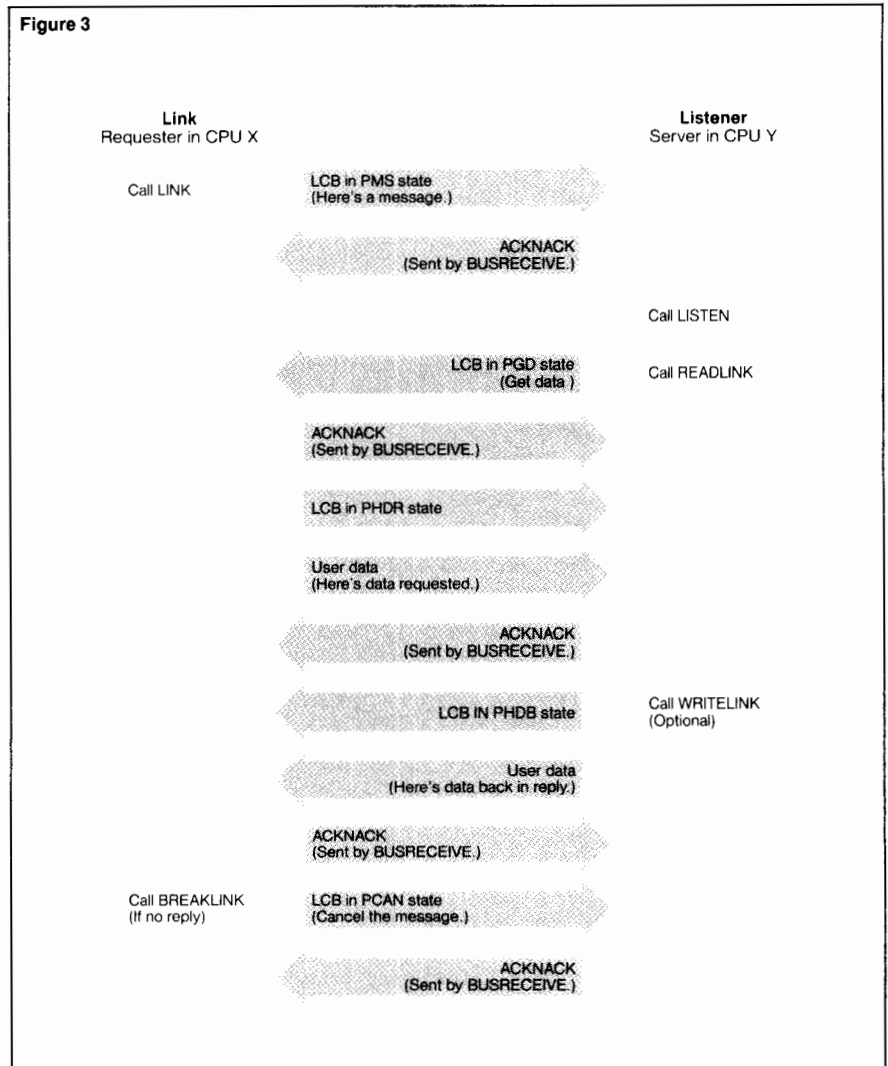 Figure 3
Link
Requester in CPU X
Listener
Server in CPU Y
Call LINK
LCB in PMS state
(Here's a message.)
ACKNACK
(Sent by BUSRECEIVE.)
Call LISTEN
LCB in PGD state
(Get data )
Call READLINK
ACKNACK
(Sent by BUSRECEIVE.)
LCB in PHDR state
User data
(Here's data requested.)
ACKNACK
(Sent by BUSRECEIVE.)
LCB IN PHDB state
Call WRITELINK
(Optional)
User data
(Here's data back in reply.)
ACKNACK
(Sent by BUSRECEIVE.)
Call BREAKLINK
(If no reply)
LCB in PCAN state
(Cancel the message.)
ACKNACK
(Sent by BUSRECEIVE.)